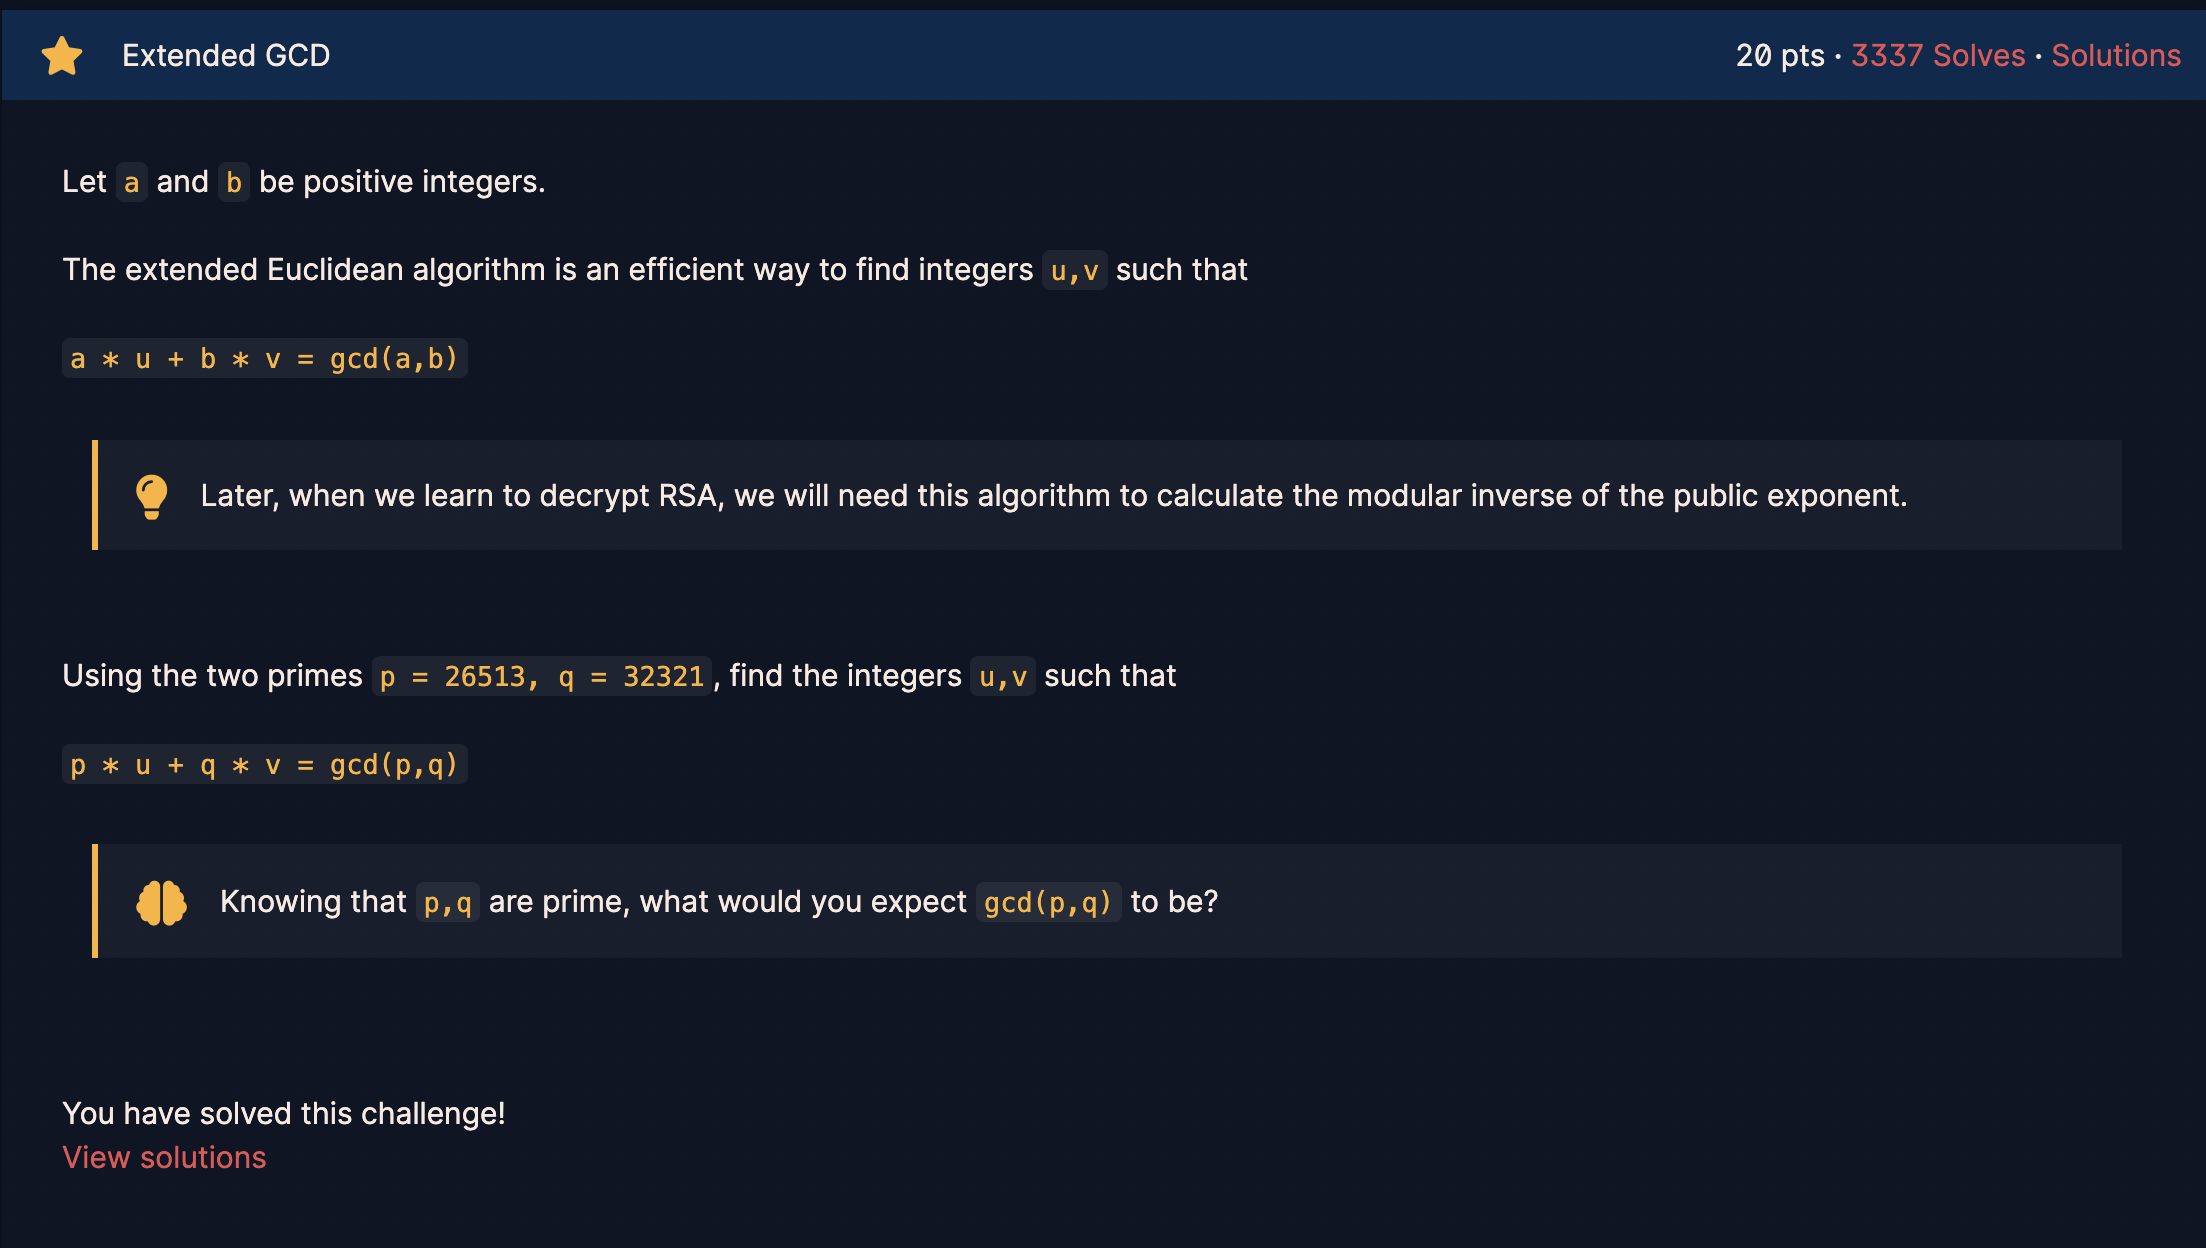 Extended GCD
20 pts · 3337 Solves · Solutions
Let a and b be positive integers.
The extended Euclidean algorithm is an efficient way to find integers u,v such that
a * u + b * v = gcd(a,b)
Later, when we learn to decrypt RSA, we will need this algorithm to calculate the modular inverse of the public exponent.
Using the two primes p = 26513, q = 32321, find the integers u,v such that
p * u + q * v = gcd(p,q)
Knowing that p,q are prime, what would you expect gcd(p,q) to be?
You have solved this challenge!
View solutions